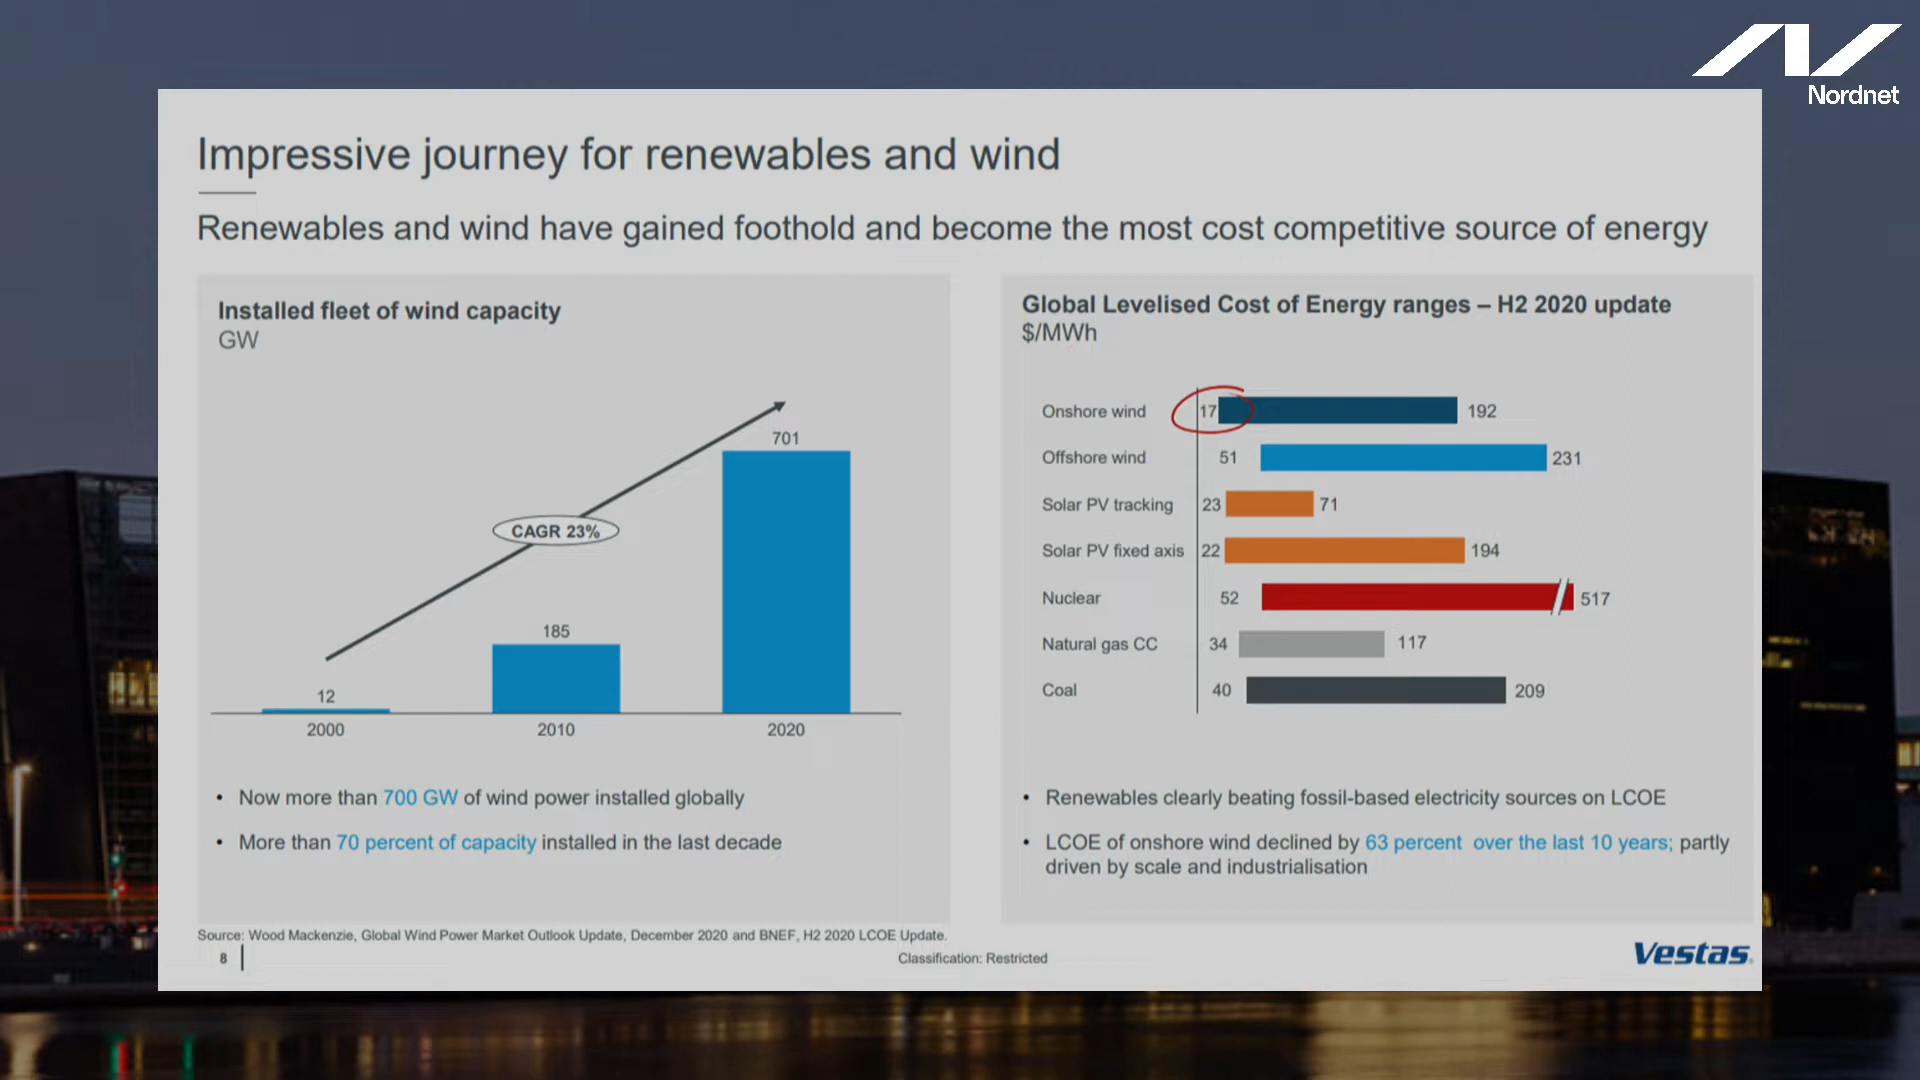 Nordnet
Impressive journey for renewables and wind
Renewables and wind have gained foothold and become the most cost competitive source of energy
Installed fleet of wind capacity
GW
701
CAGR 23%
185
12
2000 2010 2020
• Now more than 700 GW of wind power installed globally
• More than 70 percent of capacity installed in the last decade
Global Levelised Cost of Energy ranges – H2 2020 update
$/MWh
Onshore wind 17 192
Offshore wind 51 231
Solar PV tracking 23 71
Solar PV fixed axis 22 194
Nuclear 52 517
Natural gas CC 34 117
Coal 40 209
• Renewables clearly beating fossil-based electricity sources on LCOE
• LCOE of onshore wind declined by 63 percent over the last 10 years; partly
driven by scale and industrialisation
Source: Wood Mackenzie, Global Wind Power Market Outlook Update, December 2020 and BNEF, H2 2020 LCOE Update.
8
Classification: Restricted
Vestas